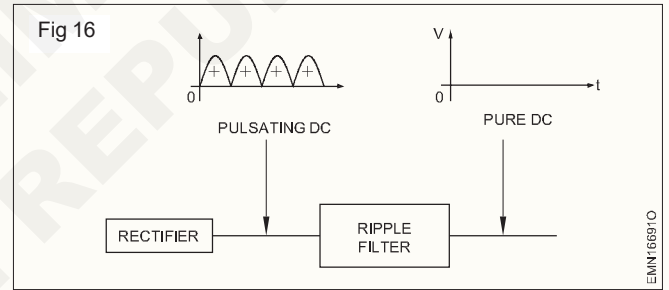 Fig 16
V
t
0
0
+ + + +
PULSATING DC
PURE DC
RECTIFIER
RIPPLE
FILTER
EMN16691O